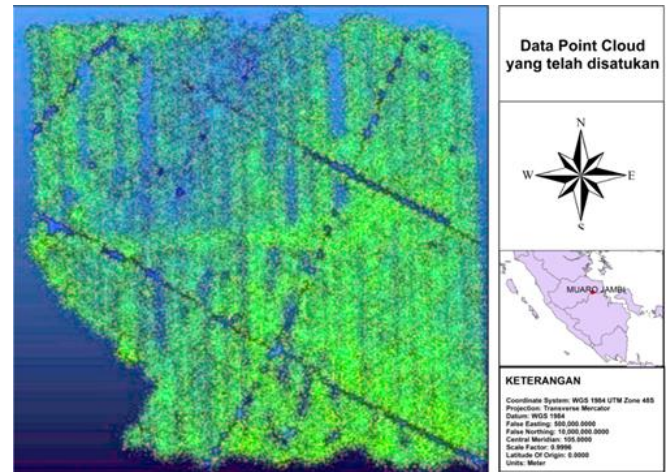 Data Point Cloud
yang telah disatukan
N
W
E
S
MUARO JAMBI
KETERANGAN
Coordinate System: WGS 1984 UTM Zone 48S
Projection: Transverse Mercator
Datum: WGS 1984
False Easting: 500,000.0000
False Northing: 10,000,000.0000
Central Meridian: 105.0000
Scale Factor: 0.9996
Latitude Of Origin: 0.0000
Units: Meter